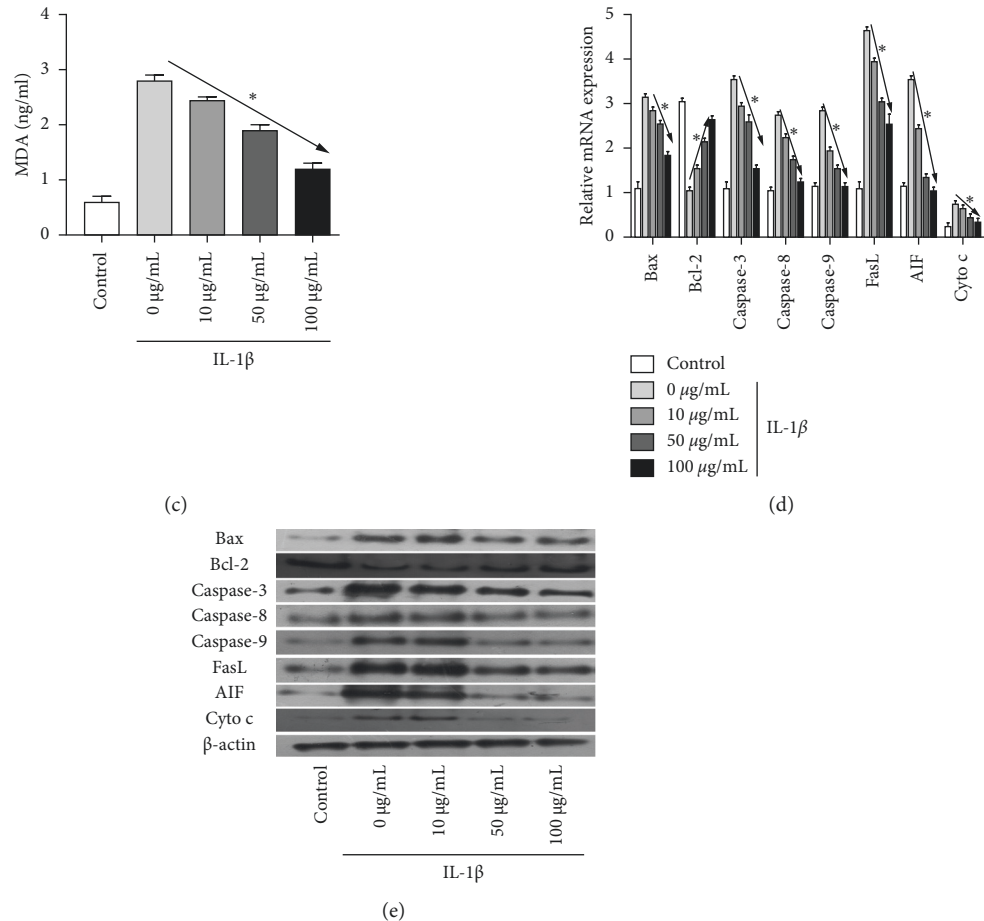 4
3
2
1
0
MDA (ng/ml)
*
Control
0 µg/mL
10 µg/mL
50 µg/mL
100 µg/mL
IL-1β
(c)
5
4
3
2
1
0
Relative mRNA expression
* * * * * * * *
Bax
Bcl-2
Caspase-3
Caspase-8
Caspase-9
FasL
AIF
Cyto c
Control
0 µg/mL
10 µg/mL
50 µg/mL
100 µg/mL
IL-1β
(d)
Bax
Bcl-2
Caspase-3
Caspase-8
Caspase-9
FasL
AIF
Cyto c
β-actin
Control
0 µg/mL
10 µg/mL
50 µg/mL
100 µg/mL
IL-1β
(e)